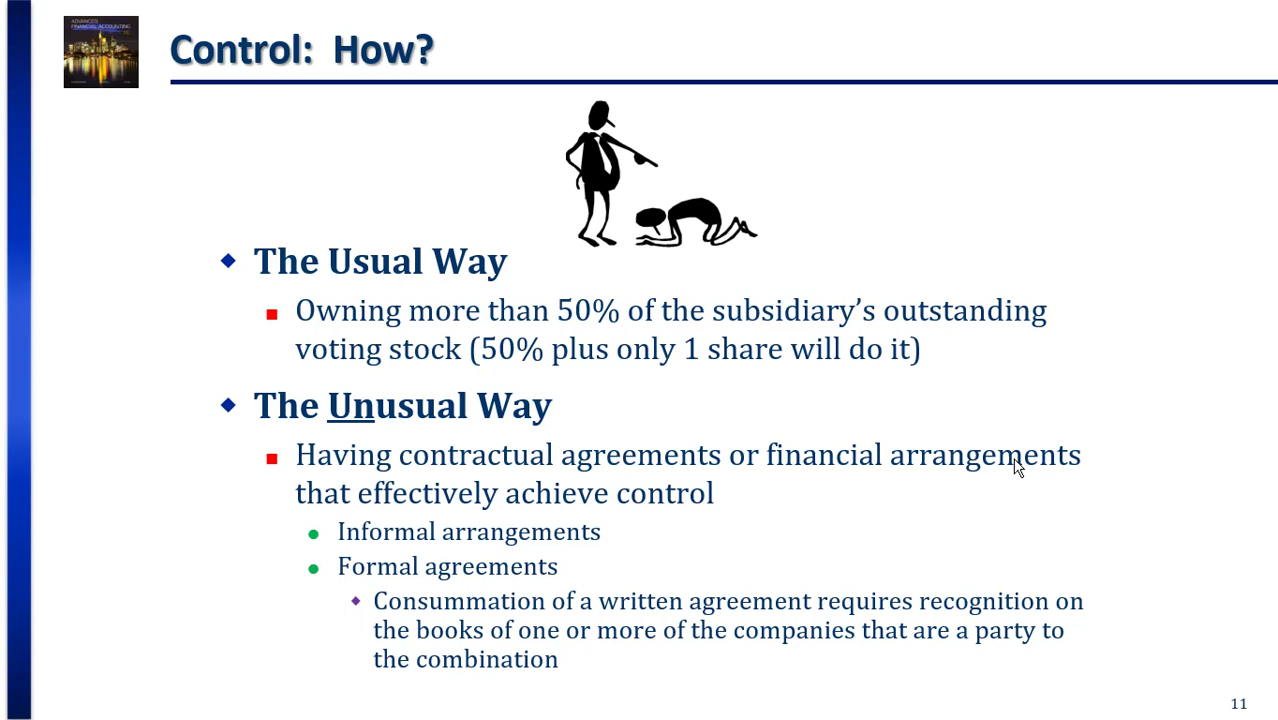 ADVANCED
FINANCIAL ACCOUNTING
Control: How?
The Usual Way
Owning more than 50% of the subsidiary’s outstanding
voting stock (50% plus only 1 share will do it)
The Unusual Way
Having contractual agreements or financial arrangements
that effectively achieve control
Informal arrangements
Formal agreements
Consummation of a written agreement requires recognition on
the books of one or more of the companies that are a party to
the combination
11